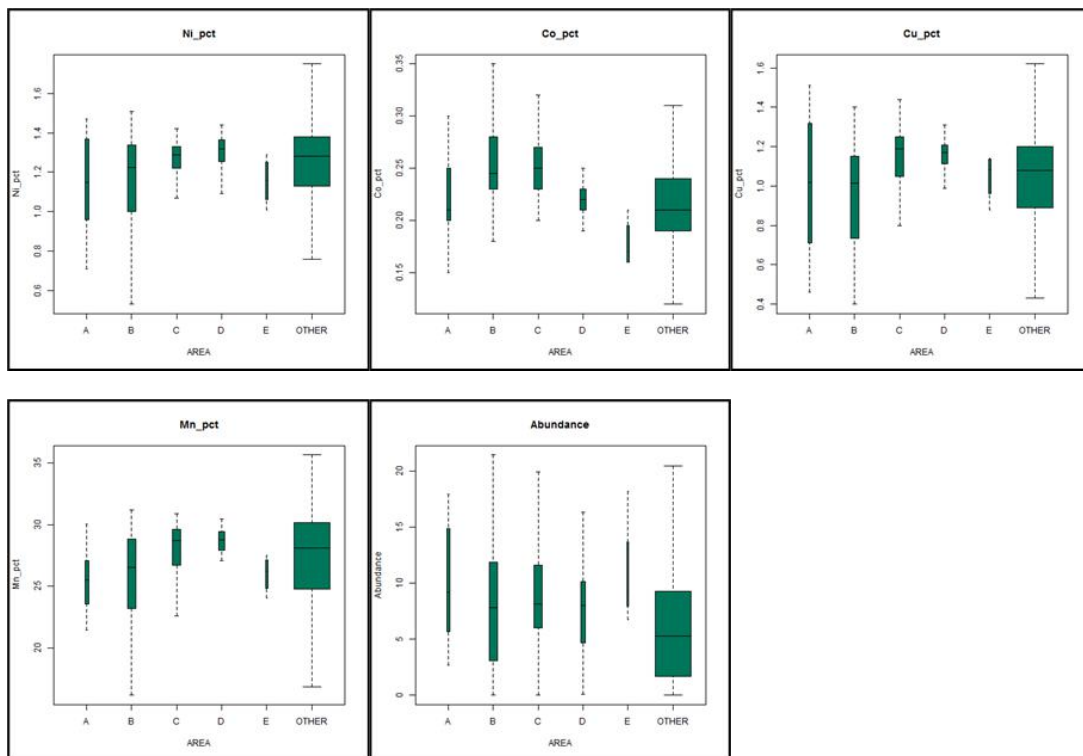 Ni_pct
Ni_pct
1.6
1.4
1.2
1.0
0.8
0.6
A B C D E OTHER
AREA
Co_pct
Co_pct
0.35
0.30
0.25
0.20
0.15
A B C D E OTHER
AREA
Cu_pct
Cu_pct
1.6
1.4
1.2
1.0
0.8
0.6
0.4
A B C D E OTHER
AREA
Mn_pct
Mn_pct
35
30
25
20
A B C D E OTHER
AREA
Abundance
Abundance
20
15
10
5
0
A B C D E OTHER
AREA